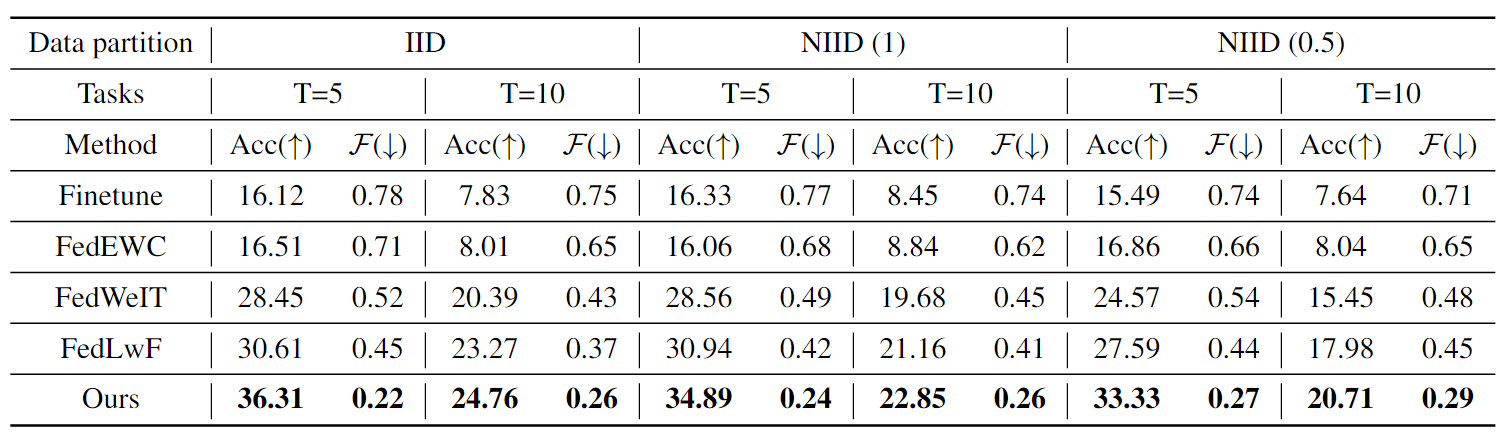 Data partition IID NIID (1) NIID (0.5)
Tasks T=5 T=10 T=5 T=10 T=5 T=10
Method Acc(↑) ℱ(↓) Acc(↑) ℱ(↓) Acc(↑) ℱ(↓) Acc(↑) ℱ(↓) Acc(↑) ℱ(↓) Acc(↑) ℱ(↓)
Finetune 16.12 0.78 7.83 0.75 16.33 0.77 8.45 0.74 15.49 0.74 7.64 0.71
FedEWC 16.51 0.71 8.01 0.65 16.06 0.68 8.84 0.62 16.86 0.66 8.04 0.65
FedWeIT 28.45 0.52 20.39 0.43 28.56 0.49 19.68 0.45 24.57 0.54 15.45 0.48
FedLwF 30.61 0.45 23.27 0.37 30.94 0.42 21.16 0.41 27.59 0.44 17.98 0.45
Ours 36.31 0.22 24.76 0.26 34.89 0.24 22.85 0.26 33.33 0.27 20.71 0.29